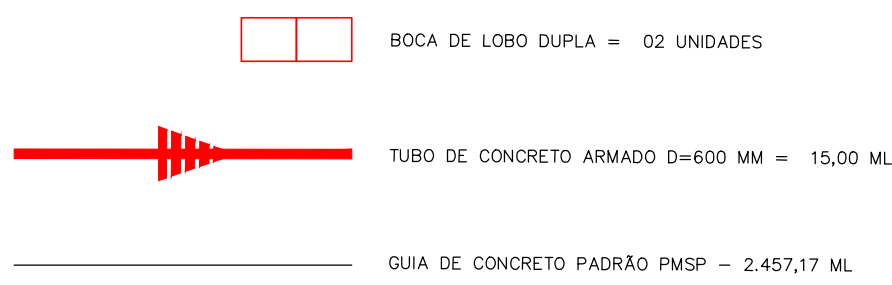 BOCA DE LOBO DUPLA = 02 UNIDADES
TUBO DE CONCRETO ARMADO D=600 MM = 15,00 ML
GUIA DE CONCRETO PADRÃO PMSP – 2.457,17 ML